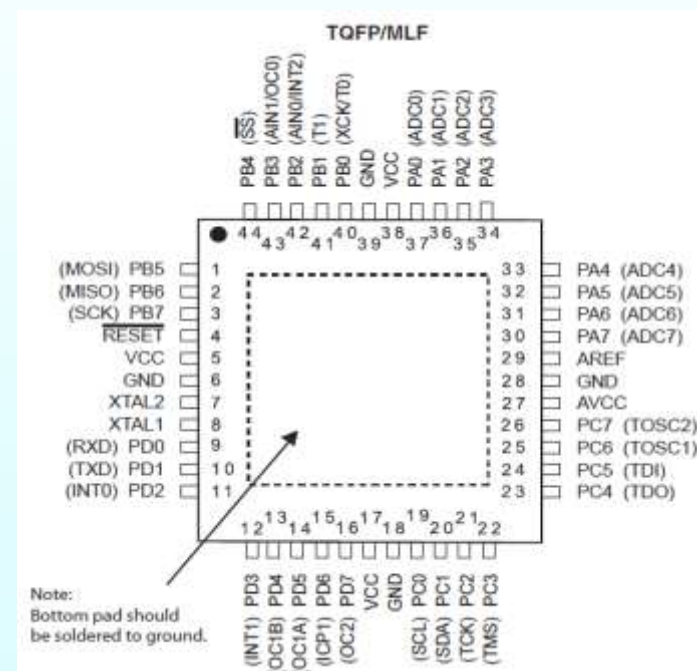 TQFP/MLF
PB4 (SS)
PB3 (AIN1/OC0)
PB2 (AIN0/INT2)
PB1 (T1)
PB0 (XCK/T0)
GND
VCC
PA0 (ADC0)
PA1 (ADC1)
PA2 (ADC2)
PA3 (ADC3)
44 43 42 41 40 39 38 37 36 35 34
(MOSI) PB5 1
(MISO) PB6 2
(SCK) PB7 3
RESET 4
VCC 5
GND 6
XTAL2 7
XTAL1 8
(RXD) PD0 9
(TXD) PD1 10
(INT0) PD2 11
33 PA4 (ADC4)
32 PA5 (ADC5)
31 PA6 (ADC6)
30 PA7 (ADC7)
29 AREF
28 GND
27 AVCC
26 PC7 (TOSC2)
25 PC6 (TOSC1)
24 PC5 (TDI)
23 PC4 (TDO)
12 13 14 15 16 17 18 19 20 21 22
(INT1) PD3
(OC1B) PD4
(OC1A) PD5
(ICP1) PD6
(OC2) PD7
VCC
GND
(SCL) PC0
(SDA) PC1
(TCK) PC2
(TMS) PC3
Note:
Bottom pad should
be soldered to ground.